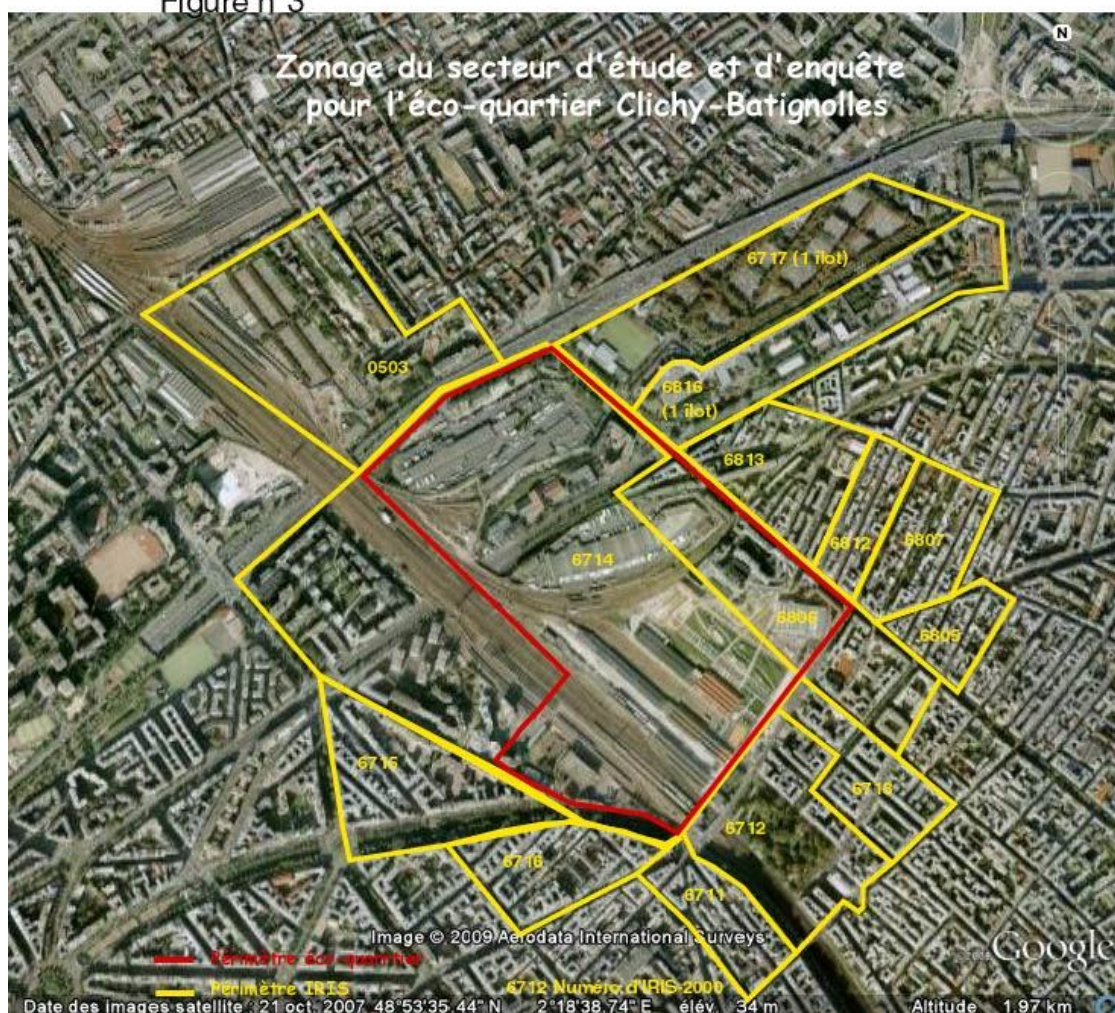 Figure n°3
N
Zonage du secteur d'étude et d'enquête
pour l'éco-quartier Clichy-Batignolles
6717 (1 îlot)
0503
6816
(1 îlot)
6813
6714
6812
6807
6806
6805
6715
6718
6712
6716
6711
Image © 2009 Aerodata International Surveys
Google
Périmètre éco-quartier
Périmètre IRIS
6712 Numéro d'IRIS-2000
Date des images satellite : 21 oct. 2007 48°53'35.44" N 2°18'38.74" E élév. 34 m Altitude 1.97 km